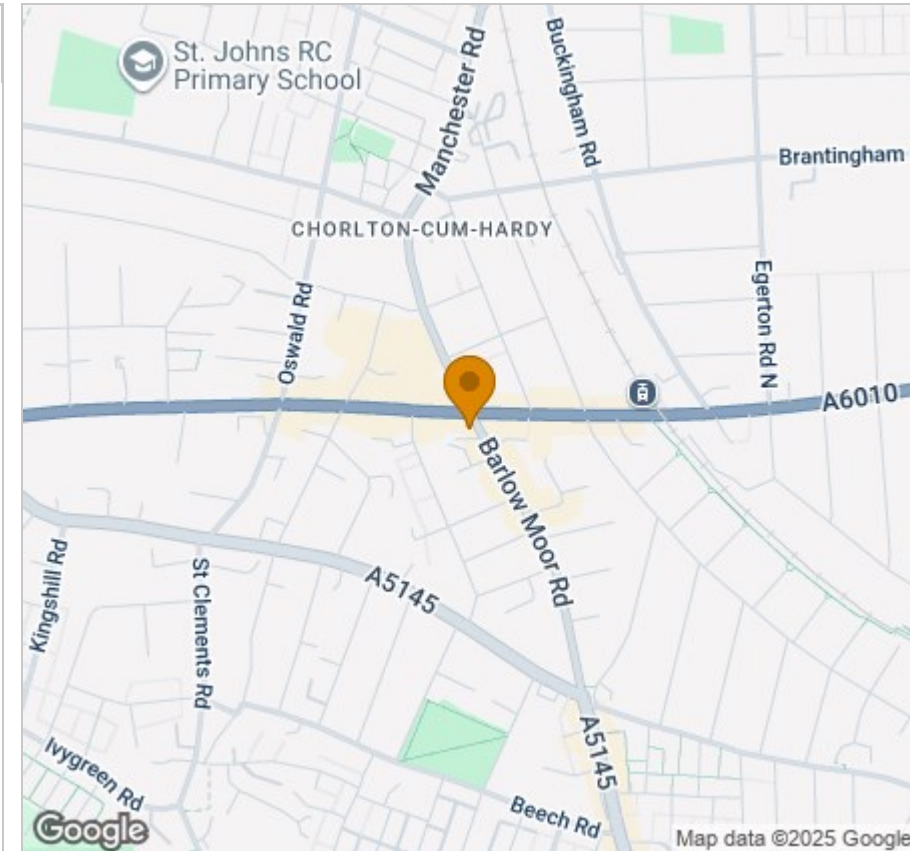 St. Johns RC
Primary School
Manchester Rd
Buckingham Rd
Brantingham
CHORLTON-CUM-HARDY
Oswald Rd
Egerton Rd N
A6010
Barlow Moor Rd
A5145
Kingshill Rd
St Clements Rd
A5145
Ivygreen Rd
Beech Rd
Google
Map data ©2025 Google